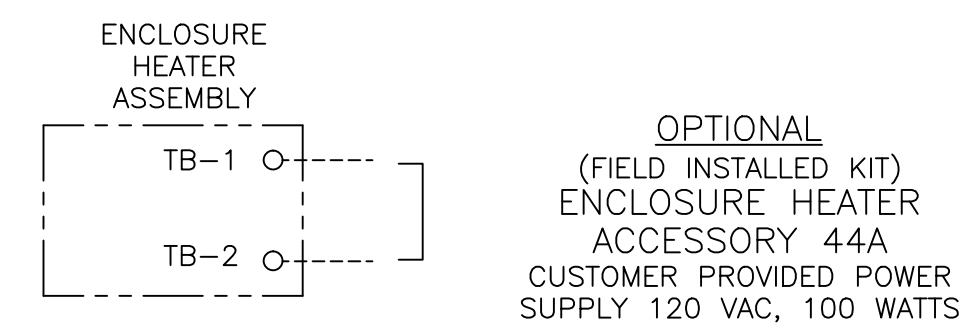 ENCLOSURE
HEATER
ASSEMBLY
TB-1
TB-2
OPTIONAL
(FIELD INSTALLED KIT)
ENCLOSURE HEATER
ACCESSORY 44A
CUSTOMER PROVIDED POWER
SUPPLY 120 VAC, 100 WATTS